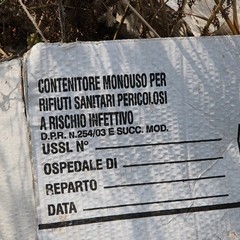 CONTENITORE MONOUSO PER
RIFIUTI SANITARI PERICOLOSI
A RISCHIO INFETTIVO
D.P.R. N.254/03 E SUCC. MOD.
USSL N°
OSPEDALE DI
REPARTO
DATA